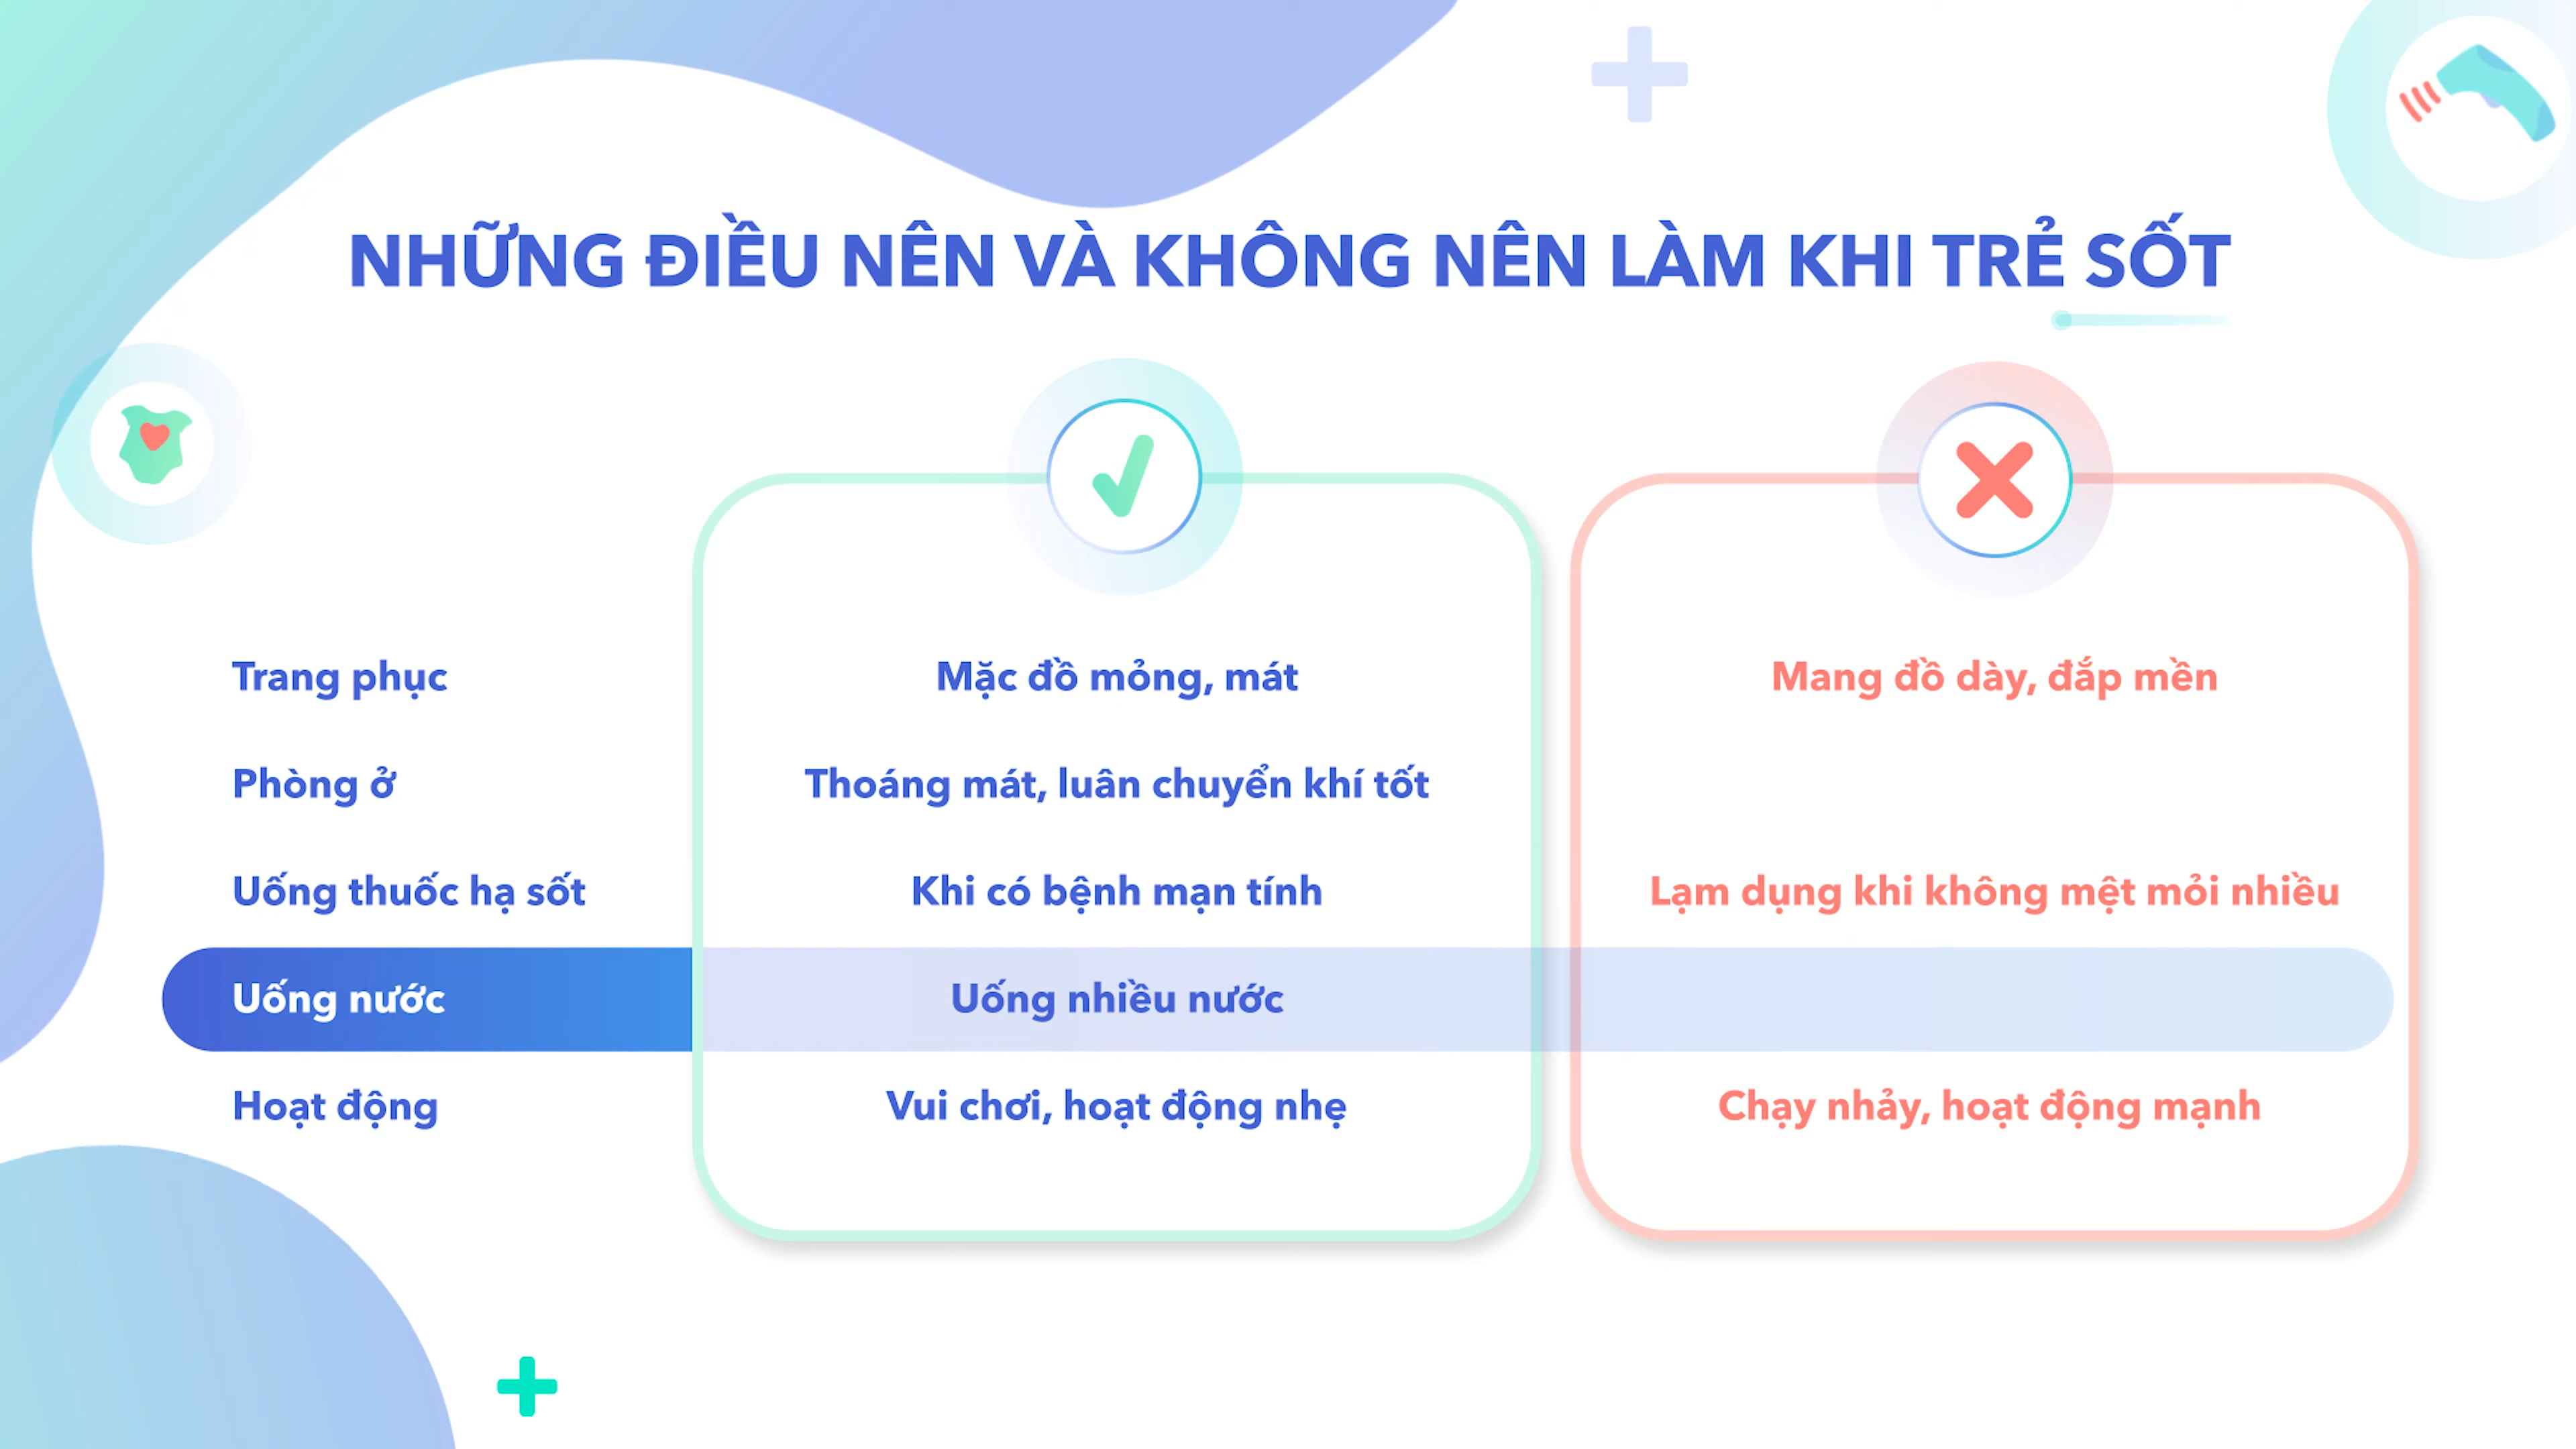 NHỮNG ĐIỀU NÊN VÀ KHÔNG NÊN LÀM KHI TRẺ SỐT
Trang phục
Mặc đồ mỏng, mát
Mang đồ dày, đắp mền
Phòng ở
Thoáng mát, luân chuyển khí tốt
Uống thuốc hạ sốt
Khi có bệnh mạn tính
Lạm dụng khi không mệt mỏi nhiều
Uống nước
Uống nhiều nước
Hoạt động
Vui chơi, hoạt động nhẹ
Chạy nhảy, hoạt động mạnh